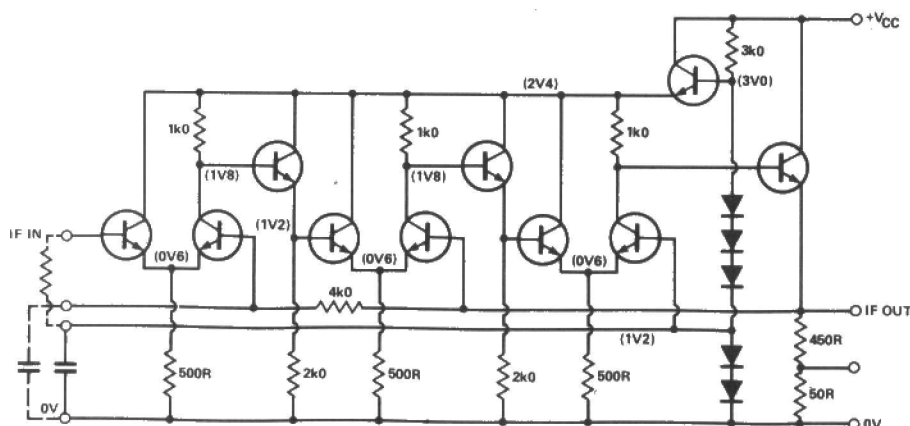 +VCC
3k0
(3V0)
(2V4)
1k0
1k0
1k0
(1V8)
(1V8)
IF IN
(1V2)
(0V6)
(0V6)
(0V6)
4k0
IF OUT
(1V2)
450R
500R
2k0
500R
2k0
500R
50R
0V
0V